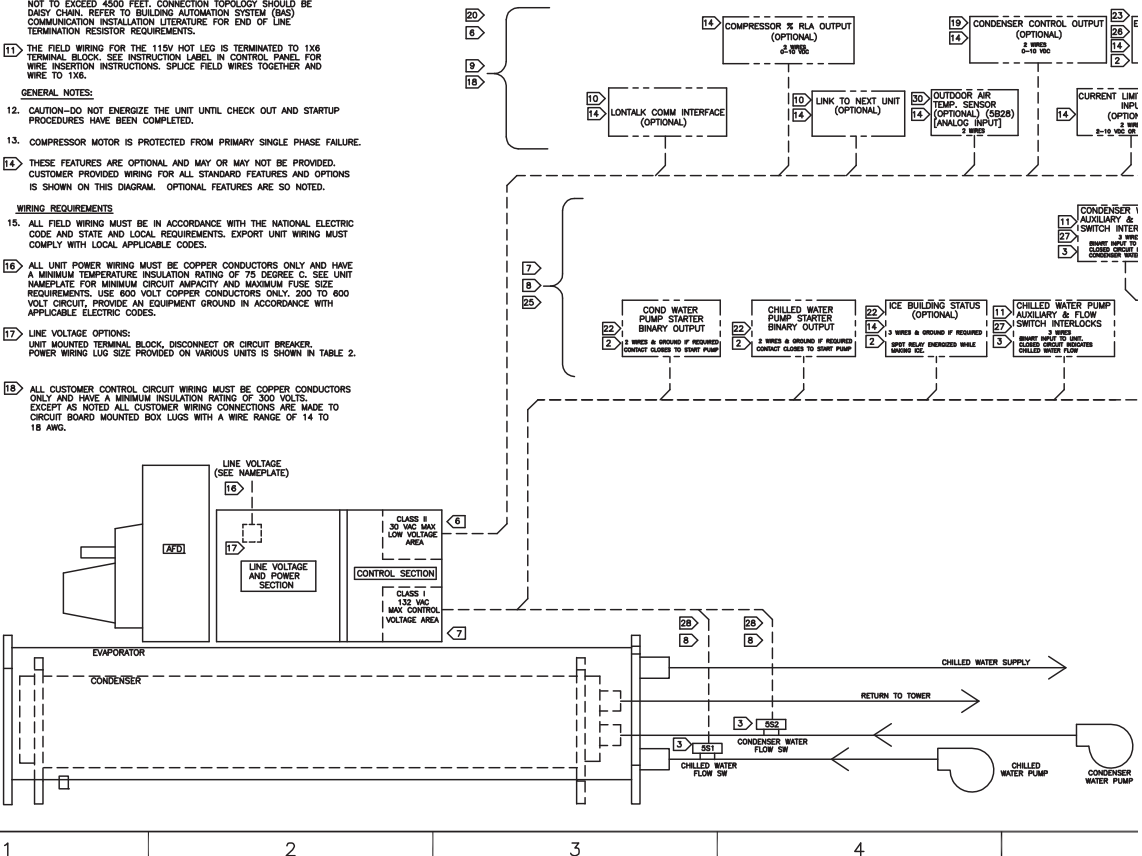 NOT TO EXCEED 4500 FEET. CONNECTION TOPOLOGY SHOULD BE
DAISY CHAIN. REFER TO BUILDING AUTOMATION SYSTEM (BAS)
COMMUNICATION INSTALLATION LITERATURE FOR END OF LINE
TERMINATION RESISTOR REQUIREMENTS.
11 THE FIELD WIRING FOR THE 115V HOT LEG IS TERMINATED TO 1X6
TERMINAL BLOCK. SEE INSTRUCTION LABEL IN CONTROL PANEL FOR
WIRE INSERTION INSTRUCTIONS. SPLICE FIELD WIRES TOGETHER AND
WIRE TO 1X6.
GENERAL NOTES:
12. CAUTION-DO NOT ENERGIZE THE UNIT UNTIL CHECK OUT AND STARTUP
PROCEDURES HAVE BEEN COMPLETED.
13. COMPRESSOR MOTOR IS PROTECTED FROM PRIMARY SINGLE PHASE FAILURE.
14 THESE FEATURES ARE OPTIONAL AND MAY OR MAY NOT BE PROVIDED.
CUSTOMER PROVIDED WIRING FOR ALL STANDARD FEATURES AND OPTIONS
IS SHOWN ON THIS DIAGRAM. OPTIONAL FEATURES ARE SO NOTED.
WIRING REQUIREMENTS
15. ALL FIELD WIRING MUST BE IN ACCORDANCE WITH THE NATIONAL ELECTRIC
CODE AND STATE AND LOCAL REQUIREMENTS. EXPORT UNIT WIRING MUST
COMPLY WITH LOCAL APPLICABLE CODES.
16 ALL UNIT POWER WIRING MUST BE COPPER CONDUCTORS ONLY AND HAVE
A MINIMUM TEMPERATURE INSULATION RATING OF 75 DEGREE C. SEE UNIT
NAMEPLATE FOR MINIMUM CIRCUIT AMPACITY AND MAXIMUM FUSE SIZE
REQUIREMENTS. USE 600 VOLT COPPER CONDUCTORS ONLY. 200 TO 600
VOLT CIRCUIT, PROVIDE AN EQUIPMENT GROUND IN ACCORDANCE WITH
APPLICABLE ELECTRIC CODES.
17 LINE VOLTAGE OPTIONS:
UNIT MOUNTED TERMINAL BLOCK, DISCONNECT OR CIRCUIT BREAKER.
POWER WIRING LUG SIZE PROVIDED ON VARIOUS UNITS IS SHOWN IN TABLE 2.
18 ALL CUSTOMER CONTROL CIRCUIT WIRING MUST BE COPPER CONDUCTORS
ONLY AND HAVE A MINIMUM INSULATION RATING OF 300 VOLTS.
EXCEPT AS NOTED ALL CUSTOMER WIRING CONNECTIONS ARE MADE TO
CIRCUIT BOARD MOUNTED BOX LUGS WITH A WIRE RANGE OF 14 TO
18 AWG.
20
6
9
18
14
COMPRESSOR % RLA OUTPUT
(OPTIONAL)
2 WIRES
0-10 VDC
19
14
CONDENSER CONTROL OUTPUT
(OPTIONAL)
2 WIRES
0-10 VDC
23
26
14
2
E
10
14
LONTALK COMM INTERFACE
(OPTIONAL)
10
14
LINK TO NEXT UNIT
(OPTIONAL)
30
14
OUTDOOR AIR
TEMP. SENSOR
(OPTIONAL) (5B28)
[ANALOG INPUT]
2 WIRES
14
CURRENT LIMI
INPU
(OPTION
2 WIRE
2-10 VDC OR
7
8
25
11
27
3
CONDENSER W
AUXILIARY &
SWITCH INTER
3 WIRE
BINARY INPUT TO
CLOSED CIRCUIT
CONDENSER WATE
22
2
COND WATER
PUMP STARTER
BINARY OUTPUT
2 WIRES & GROUND IF REQUIRED
CONTACT CLOSES TO START PUMP
22
2
CHILLED WATER
PUMP STARTER
BINARY OUTPUT
2 WIRES & GROUND IF REQUIRED
CONTACT CLOSES TO START PUMP
22
14
2
ICE BUILDING STATUS
(OPTIONAL)
3 WIRES & GROUND IF REQUIRED
SPDT RELAY ENERGIZED WHILE
MAKING ICE.
11
27
3
CHILLED WATER PUMP
AUXILIARY & FLOW
SWITCH INTERLOCKS
3 WIRES
BINARY INPUT TO UNIT.
CLOSED CIRCUIT INDICATES
CHILLED WATER FLOW
LINE VOLTAGE
(SEE NAMEPLATE)
16
17
AFD
LINE VOLTAGE
AND POWER
SECTION
CLASS II
30 VAC MAX
LOW VOLTAGE
AREA
6
CONTROL SECTION
CLASS I
132 VAC
MAX CONTROL
VOLTAGE AREA
7
28
8
28
8
EVAPORATOR
CONDENSER
CHILLED WATER SUPPLY
RETURN TO TOWER
3
5S2
CONDENSER WATER
FLOW SW
3
5S1
CHILLED WATER
FLOW SW
CHILLED
WATER PUMP
CONDENSER
WATER PUMP
1
2
3
4